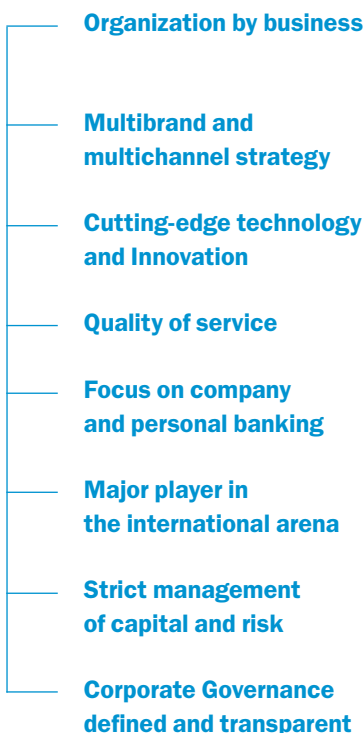 Organization by business
Multibrand and
multichannel strategy
Cutting-edge technology
and Innovation
Quality of service
Focus on company
and personal banking
Major player in
the international arena
Strict management
of capital and risk
Corporate Governance
defined and transparent